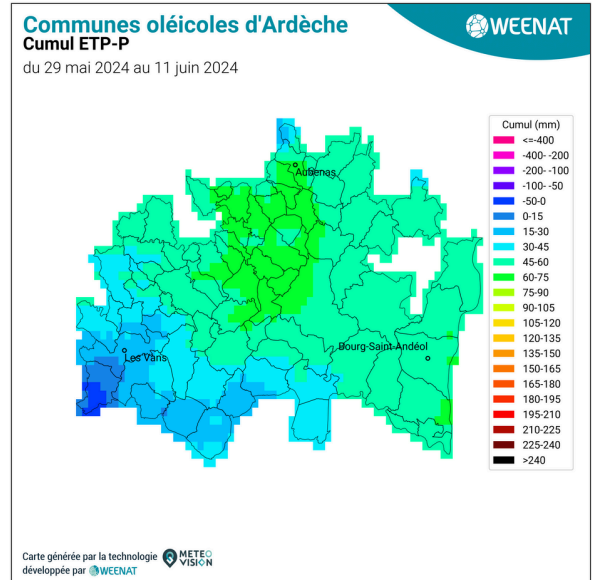 Communes oléicoles d'Ardèche
Cumul ETP-P
du 29 mai 2024 au 11 juin 2024
WEENAT
Cumul (mm)
<=-400
-400--200
-200--100
-100--50
-50-0
0-15
15-30
30-45
45-60
60-75
75-90
90-105
105-120
120-135
135-150
150-165
165-180
180-195
195-210
210-225
225-240
>240
Aubenas
Bourg-Saint-Andéol
Les Vans
Carte générée par la technologie METEO VISION
développée par WEENAT